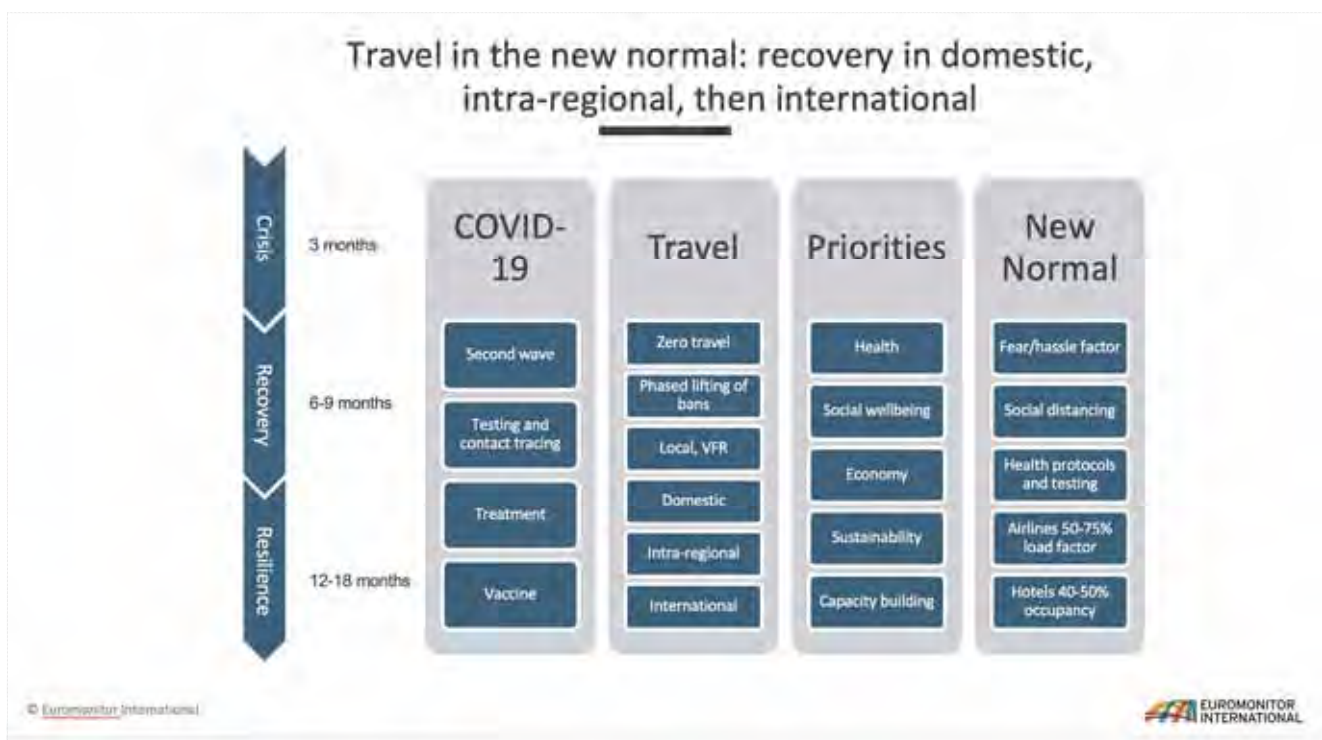 Travel in the new normal: recovery in domestic,
intra-regional, then international
Crisis
3 months
Recovery
6-9 months
Resilience
12-18 months
COVID-
19
Second wave
Testing and
contact tracing
Treatment
Vaccine
Travel
Zero travel
Phased lifting of
bans
Local, VFR
Domestic
Intra-regional
International
Priorities
Health
Social wellbeing
Economy
Sustainability
Capacity building
New
Normal
Fear/hassle factor
Social distancing
Health protocols
and testing
Airlines 50-75%
load factor
Hotels 40-50%
occupancy
© Euromonitor International
EUROMONITOR
INTERNATIONAL